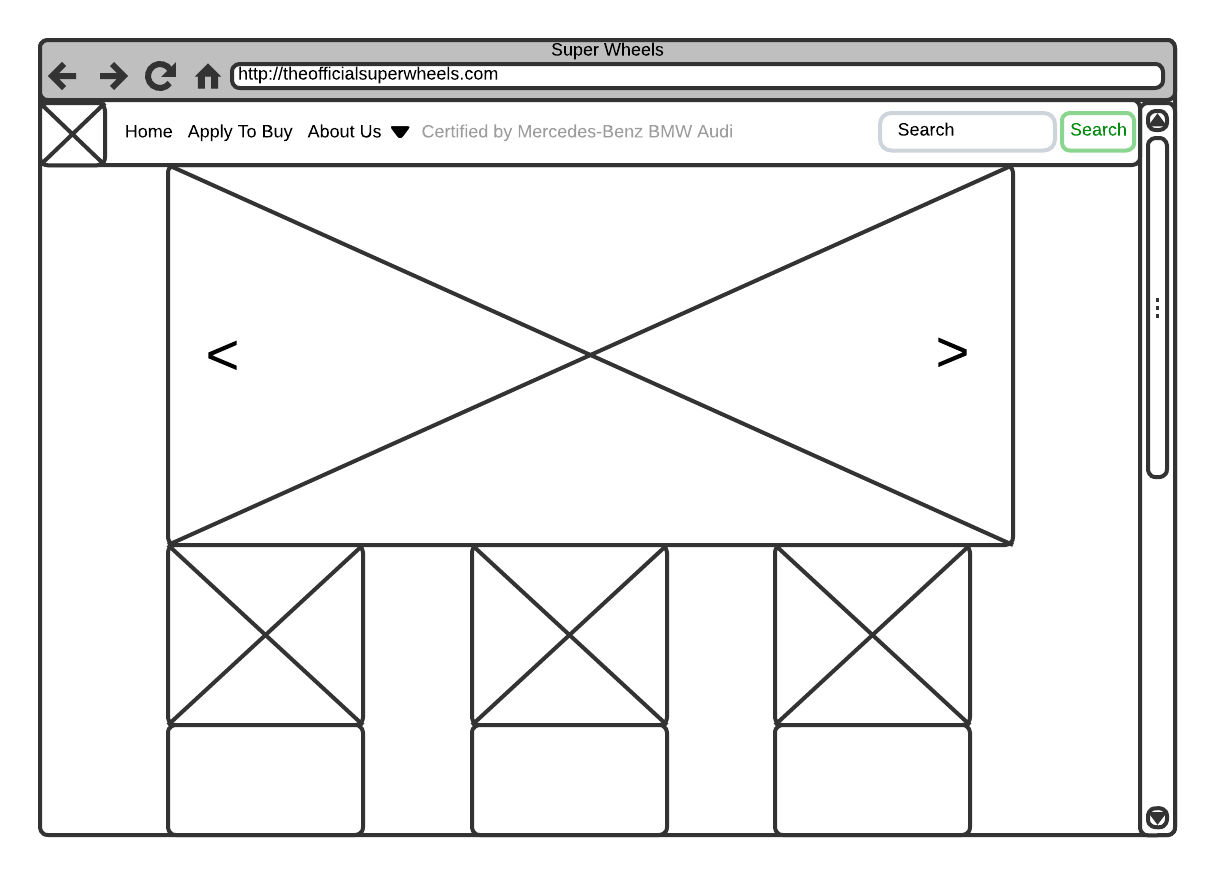 Super Wheels
http://theofficialsuperwheels.com
Home Apply To Buy About Us Certified by Mercedes-Benz BMW Audi Search Search
< >